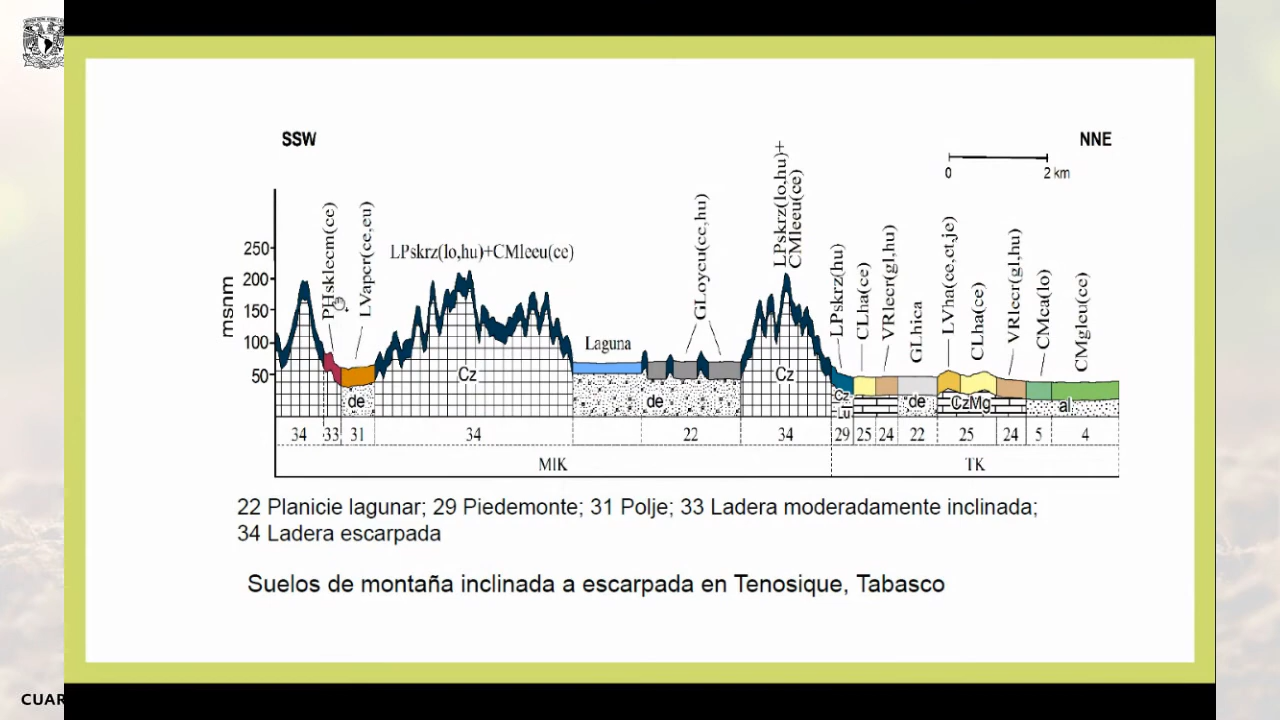 SSW
NNE
0 2 km
msnm
250
200
150
100
50
PHsklecm(ce)
LVapcr(ce,eu)
LPskrz(lo,hu)+CMleeu(ce)
Laguna
GLoyeu(ce,hu)
LPskrz(lo,hu)+
CMleeu(ce)
LPskrz(hu)
CLha(ce)
VRlecr(gl,hu)
GLhica
LVha(ce,ct,je)
CLha(ce)
VRlecr(gl,hu)
CMca(lo)
CMgleu(ce)
de Cz de Cz Cz Lu de CzMg al
34 33 31 34 22 34 29 25 24 22 25 24 5 4
MIK TK
22 Planicie lagunar; 29 Piedemonte; 31 Polje; 33 Ladera moderadamente inclinada;
34 Ladera escarpada
Suelos de montaña inclinada a escarpada en Tenosique, Tabasco
CUAR